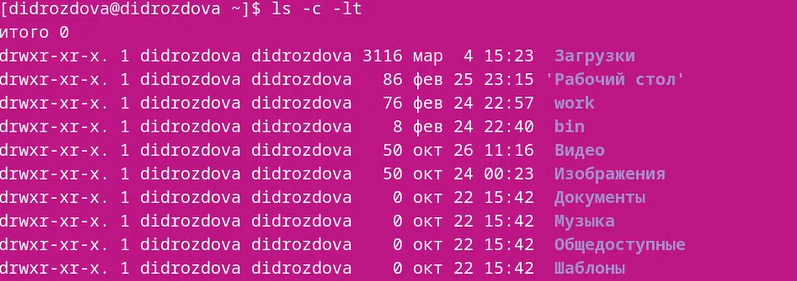 [didrozdova@didrozdova ~]$ ls -c -lt
итого 0
drwxr-xr-x. 1 didrozdova didrozdova 3116 мар  4 15:23  Загрузки
drwxr-xr-x. 1 didrozdova didrozdova   86 фев 25 23:15 'Рабочий стол'
drwxr-xr-x. 1 didrozdova didrozdova   76 фев 24 22:57  work
drwxr-xr-x. 1 didrozdova didrozdova    8 фев 24 22:40  bin
drwxr-xr-x. 1 didrozdova didrozdova   50 окт 26 11:16  Видео
drwxr-xr-x. 1 didrozdova didrozdova   50 окт 24 00:23  Изображения
drwxr-xr-x. 1 didrozdova didrozdova    0 окт 22 15:42  Документы
drwxr-xr-x. 1 didrozdova didrozdova    0 окт 22 15:42  Музыка
drwxr-xr-x. 1 didrozdova didrozdova    0 окт 22 15:42  Общедоступные
drwxr-xr-x. 1 didrozdova didrozdova    0 окт 22 15:42  Шаблоны